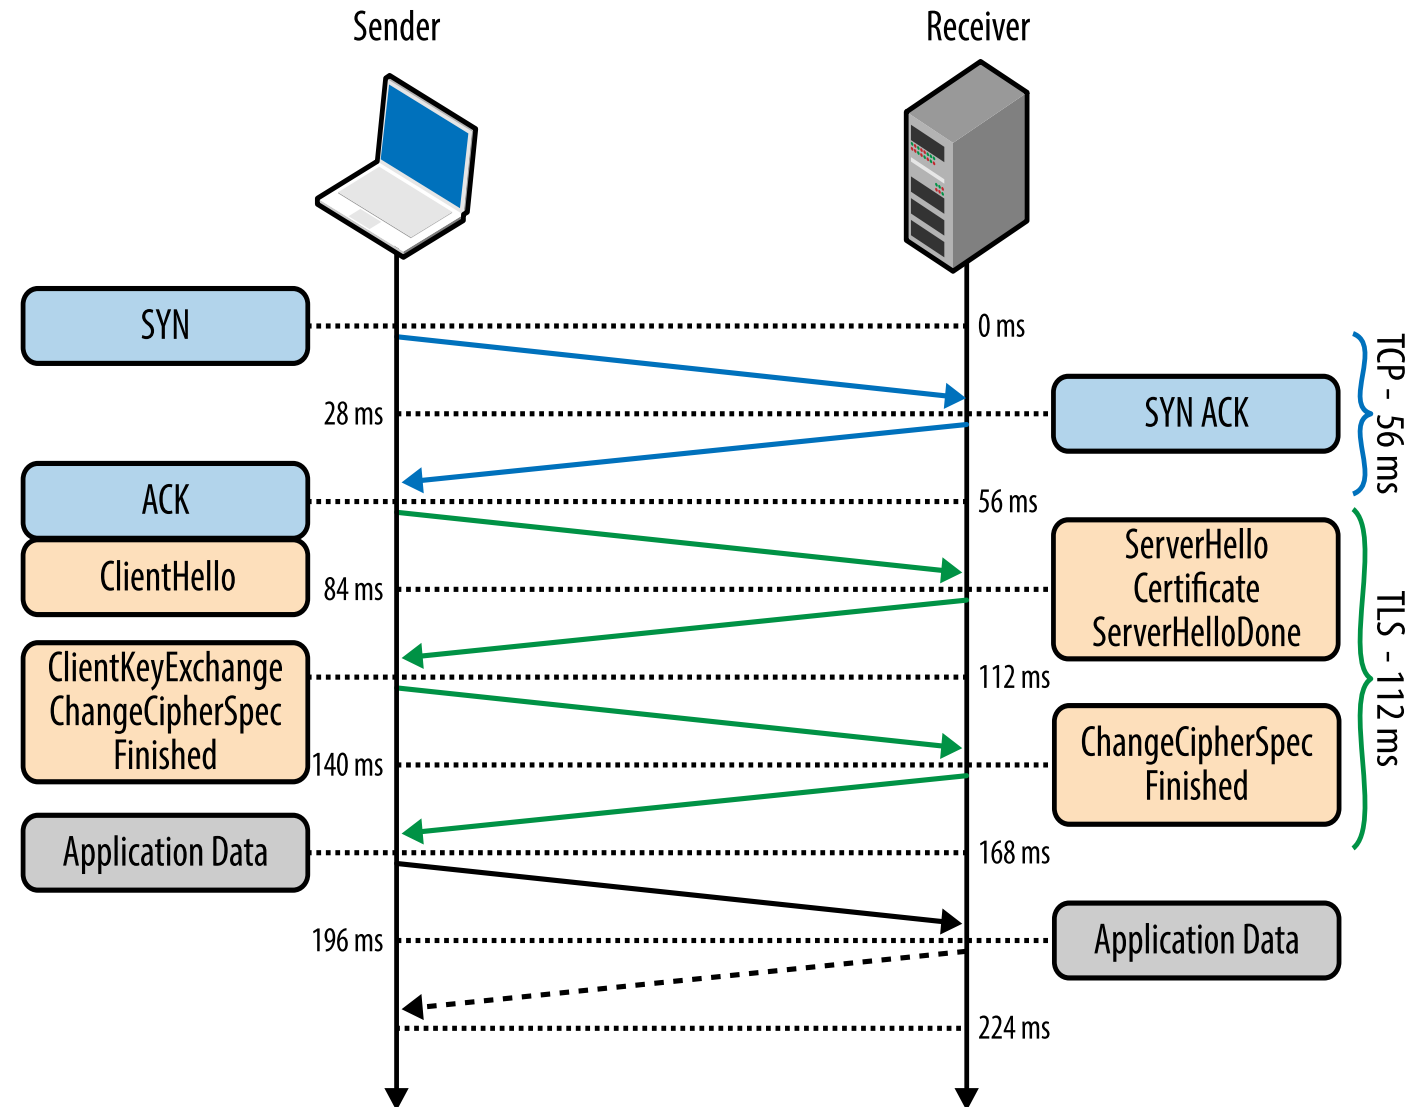 Sender
Receiver
SYN
0 ms
28 ms
SYN ACK
TCP - 56 ms
ACK
56 ms
ClientHello
84 ms
ServerHello
Certificate
ServerHelloDone
TLS - 112 ms
ClientKeyExchange
ChangeCipherSpec
Finished
112 ms
140 ms
ChangeCipherSpec
Finished
Application Data
168 ms
196 ms
Application Data
224 ms